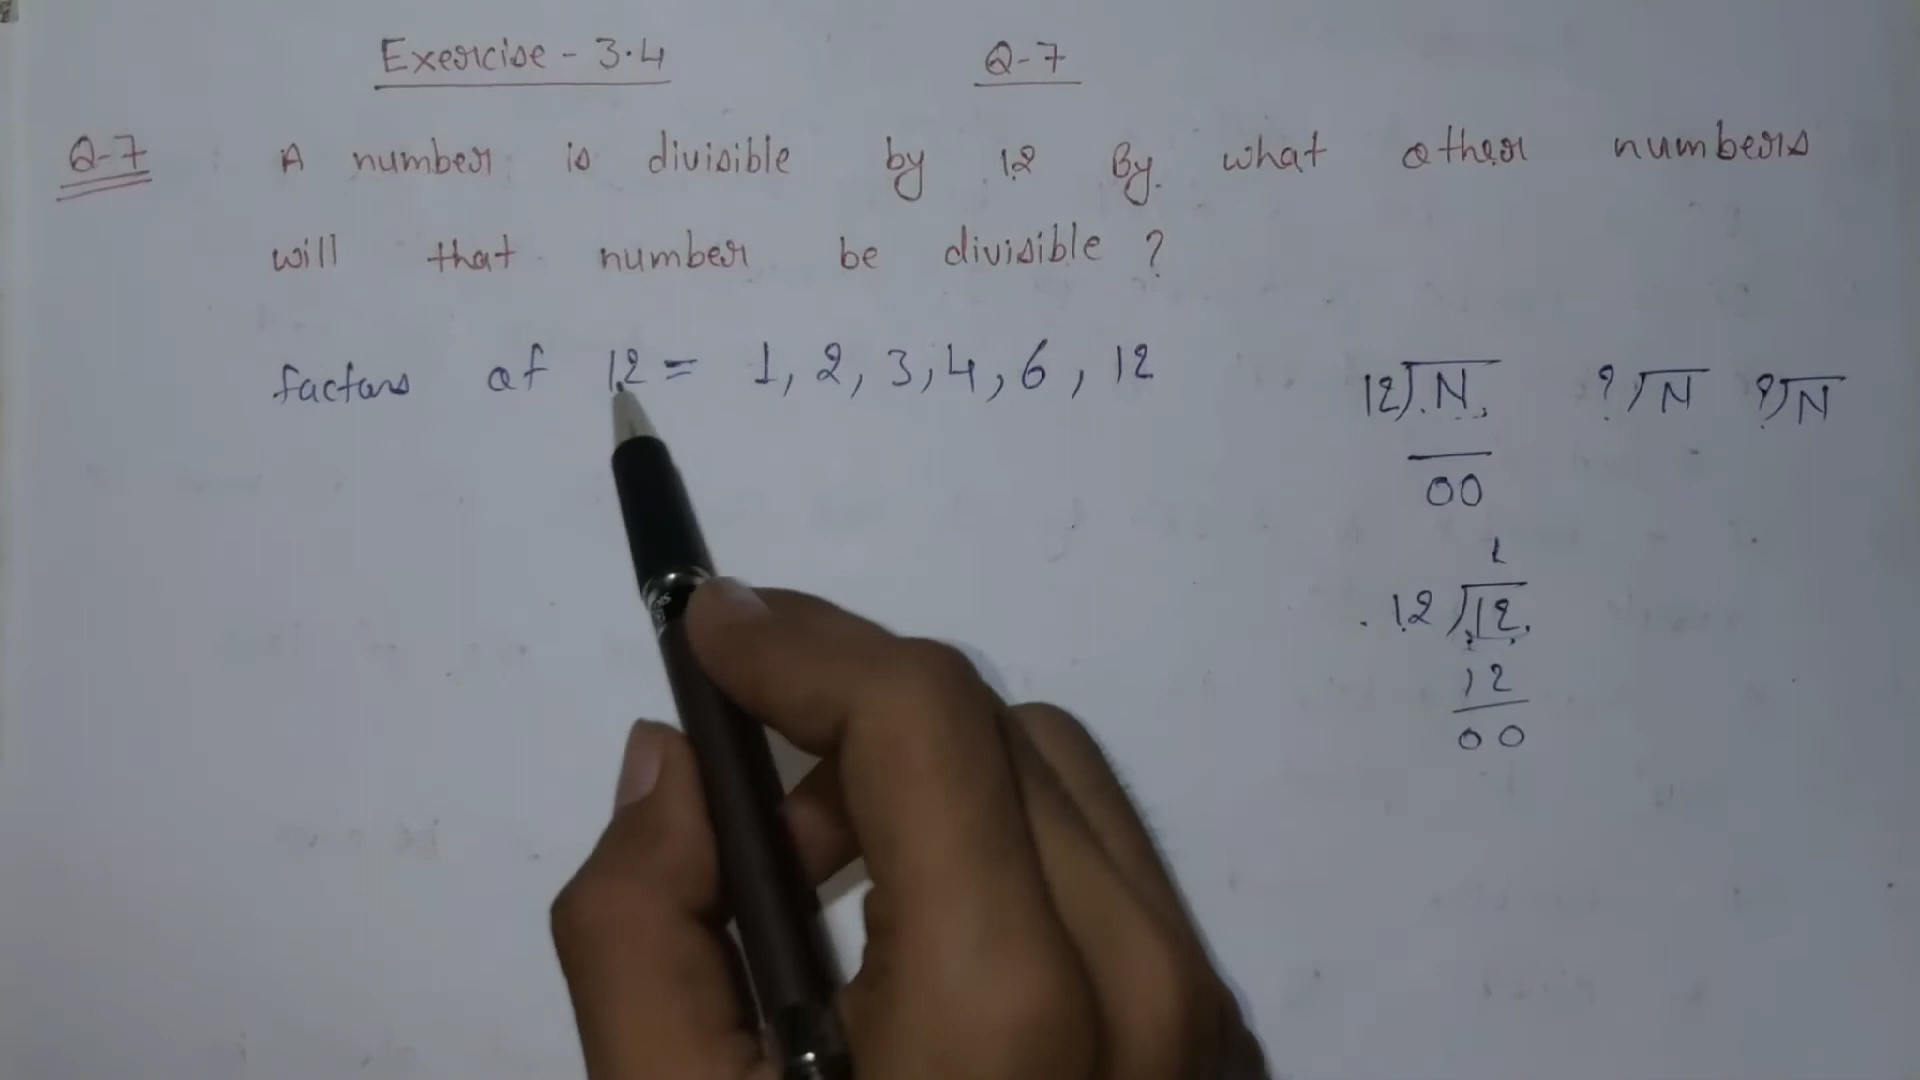 Exercise - 3.4 Q-7
Q-7 A number is divisible by 12 By what other numbers
will that number be divisible ?
factors of 12 = 1, 2, 3, 4, 6, 12
12)N ?)N ?)N
00
1
12)12
12
00